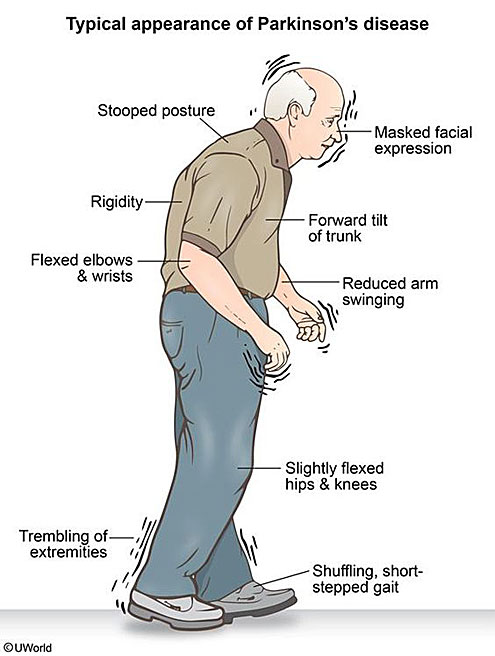 Typical appearance of Parkinson's disease
Stooped posture
Masked facial
expression
Rigidity
Forward tilt
of trunk
Flexed elbows
& wrists
Reduced arm
swinging
Slightly flexed
hips & knees
Trembling of
extremities
Shuffling, short-
stepped gait
©UWorld